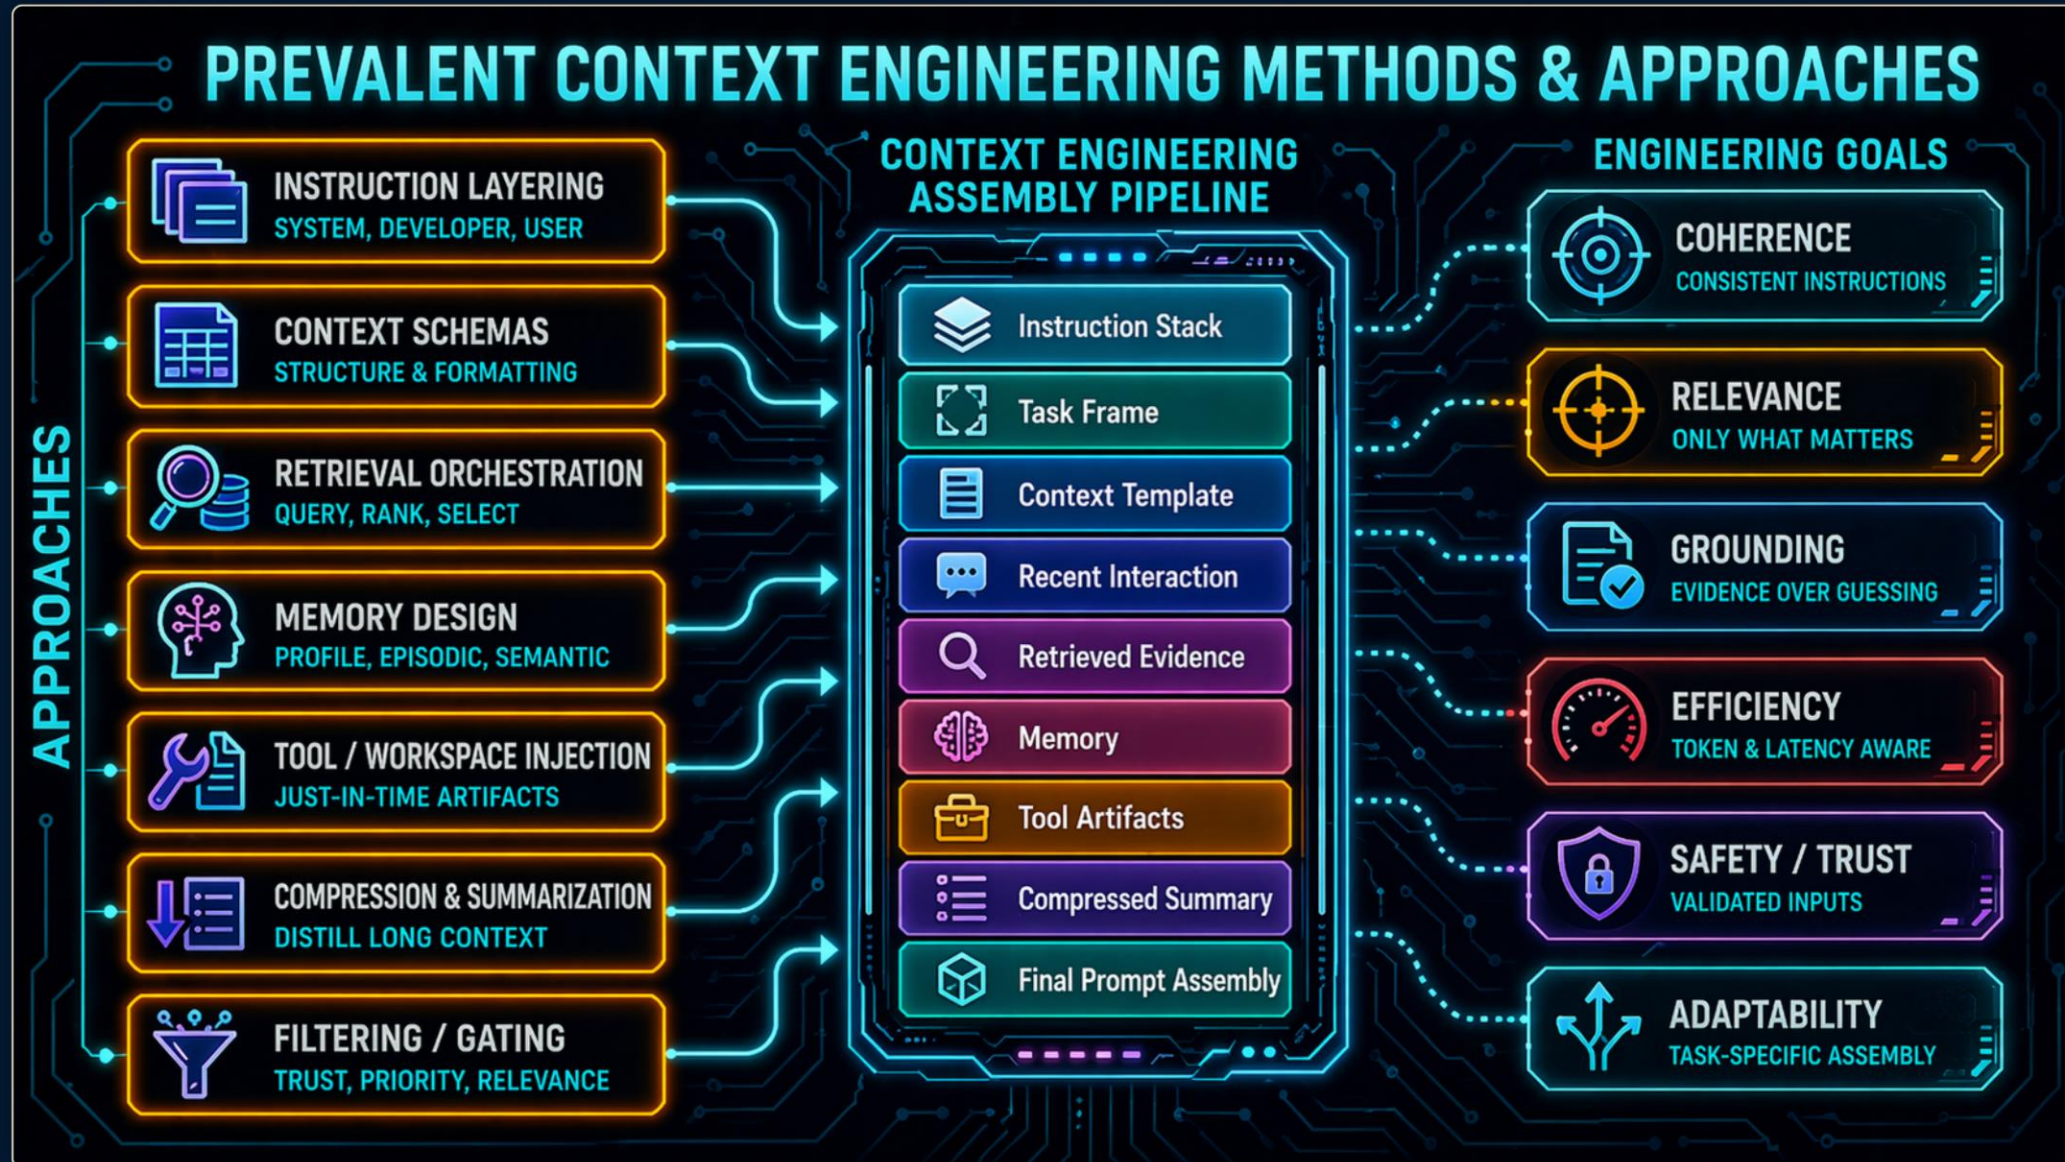 PREVALENT CONTEXT ENGINEERING METHODS & APPROACHES
APPROACHES
INSTRUCTION LAYERING
SYSTEM, DEVELOPER, USER
CONTEXT SCHEMAS
STRUCTURE & FORMATTING
RETRIEVAL ORCHESTRATION
QUERY, RANK, SELECT
MEMORY DESIGN
PROFILE, EPISODIC, SEMANTIC
TOOL / WORKSPACE INJECTION
JUST-IN-TIME ARTIFACTS
COMPRESSION & SUMMARIZATION
DISTILL LONG CONTEXT
FILTERING / GATING
TRUST, PRIORITY, RELEVANCE
CONTEXT ENGINEERING
ASSEMBLY PIPELINE
Instruction Stack
Task Frame
Context Template
Recent Interaction
Retrieved Evidence
Memory
Tool Artifacts
Compressed Summary
Final Prompt Assembly
ENGINEERING GOALS
COHERENCE
CONSISTENT INSTRUCTIONS
RELEVANCE
ONLY WHAT MATTERS
GROUNDING
EVIDENCE OVER GUESSING
EFFICIENCY
TOKEN & LATENCY AWARE
SAFETY / TRUST
VALIDATED INPUTS
ADAPTABILITY
TASK-SPECIFIC ASSEMBLY